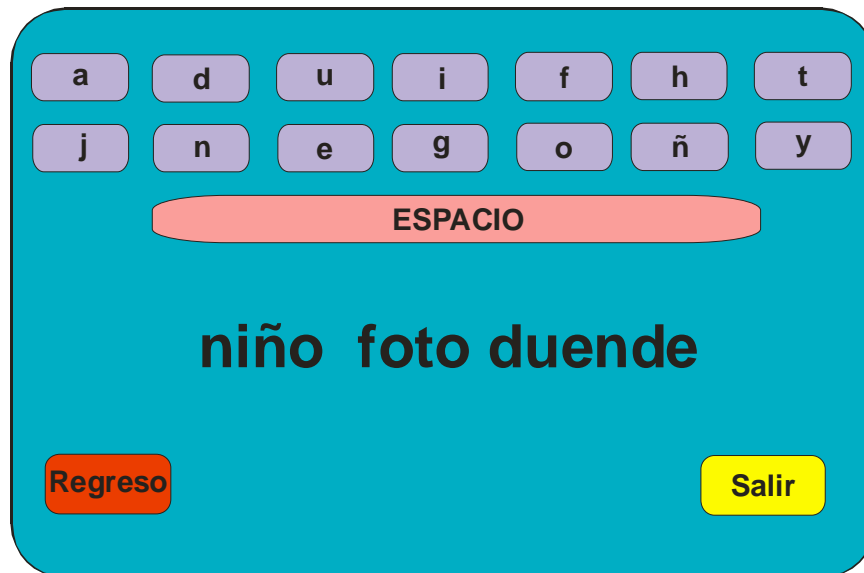 a d u i f h t
j n e g o ñ y
ESPACIO
niño foto duende
Regreso Salir